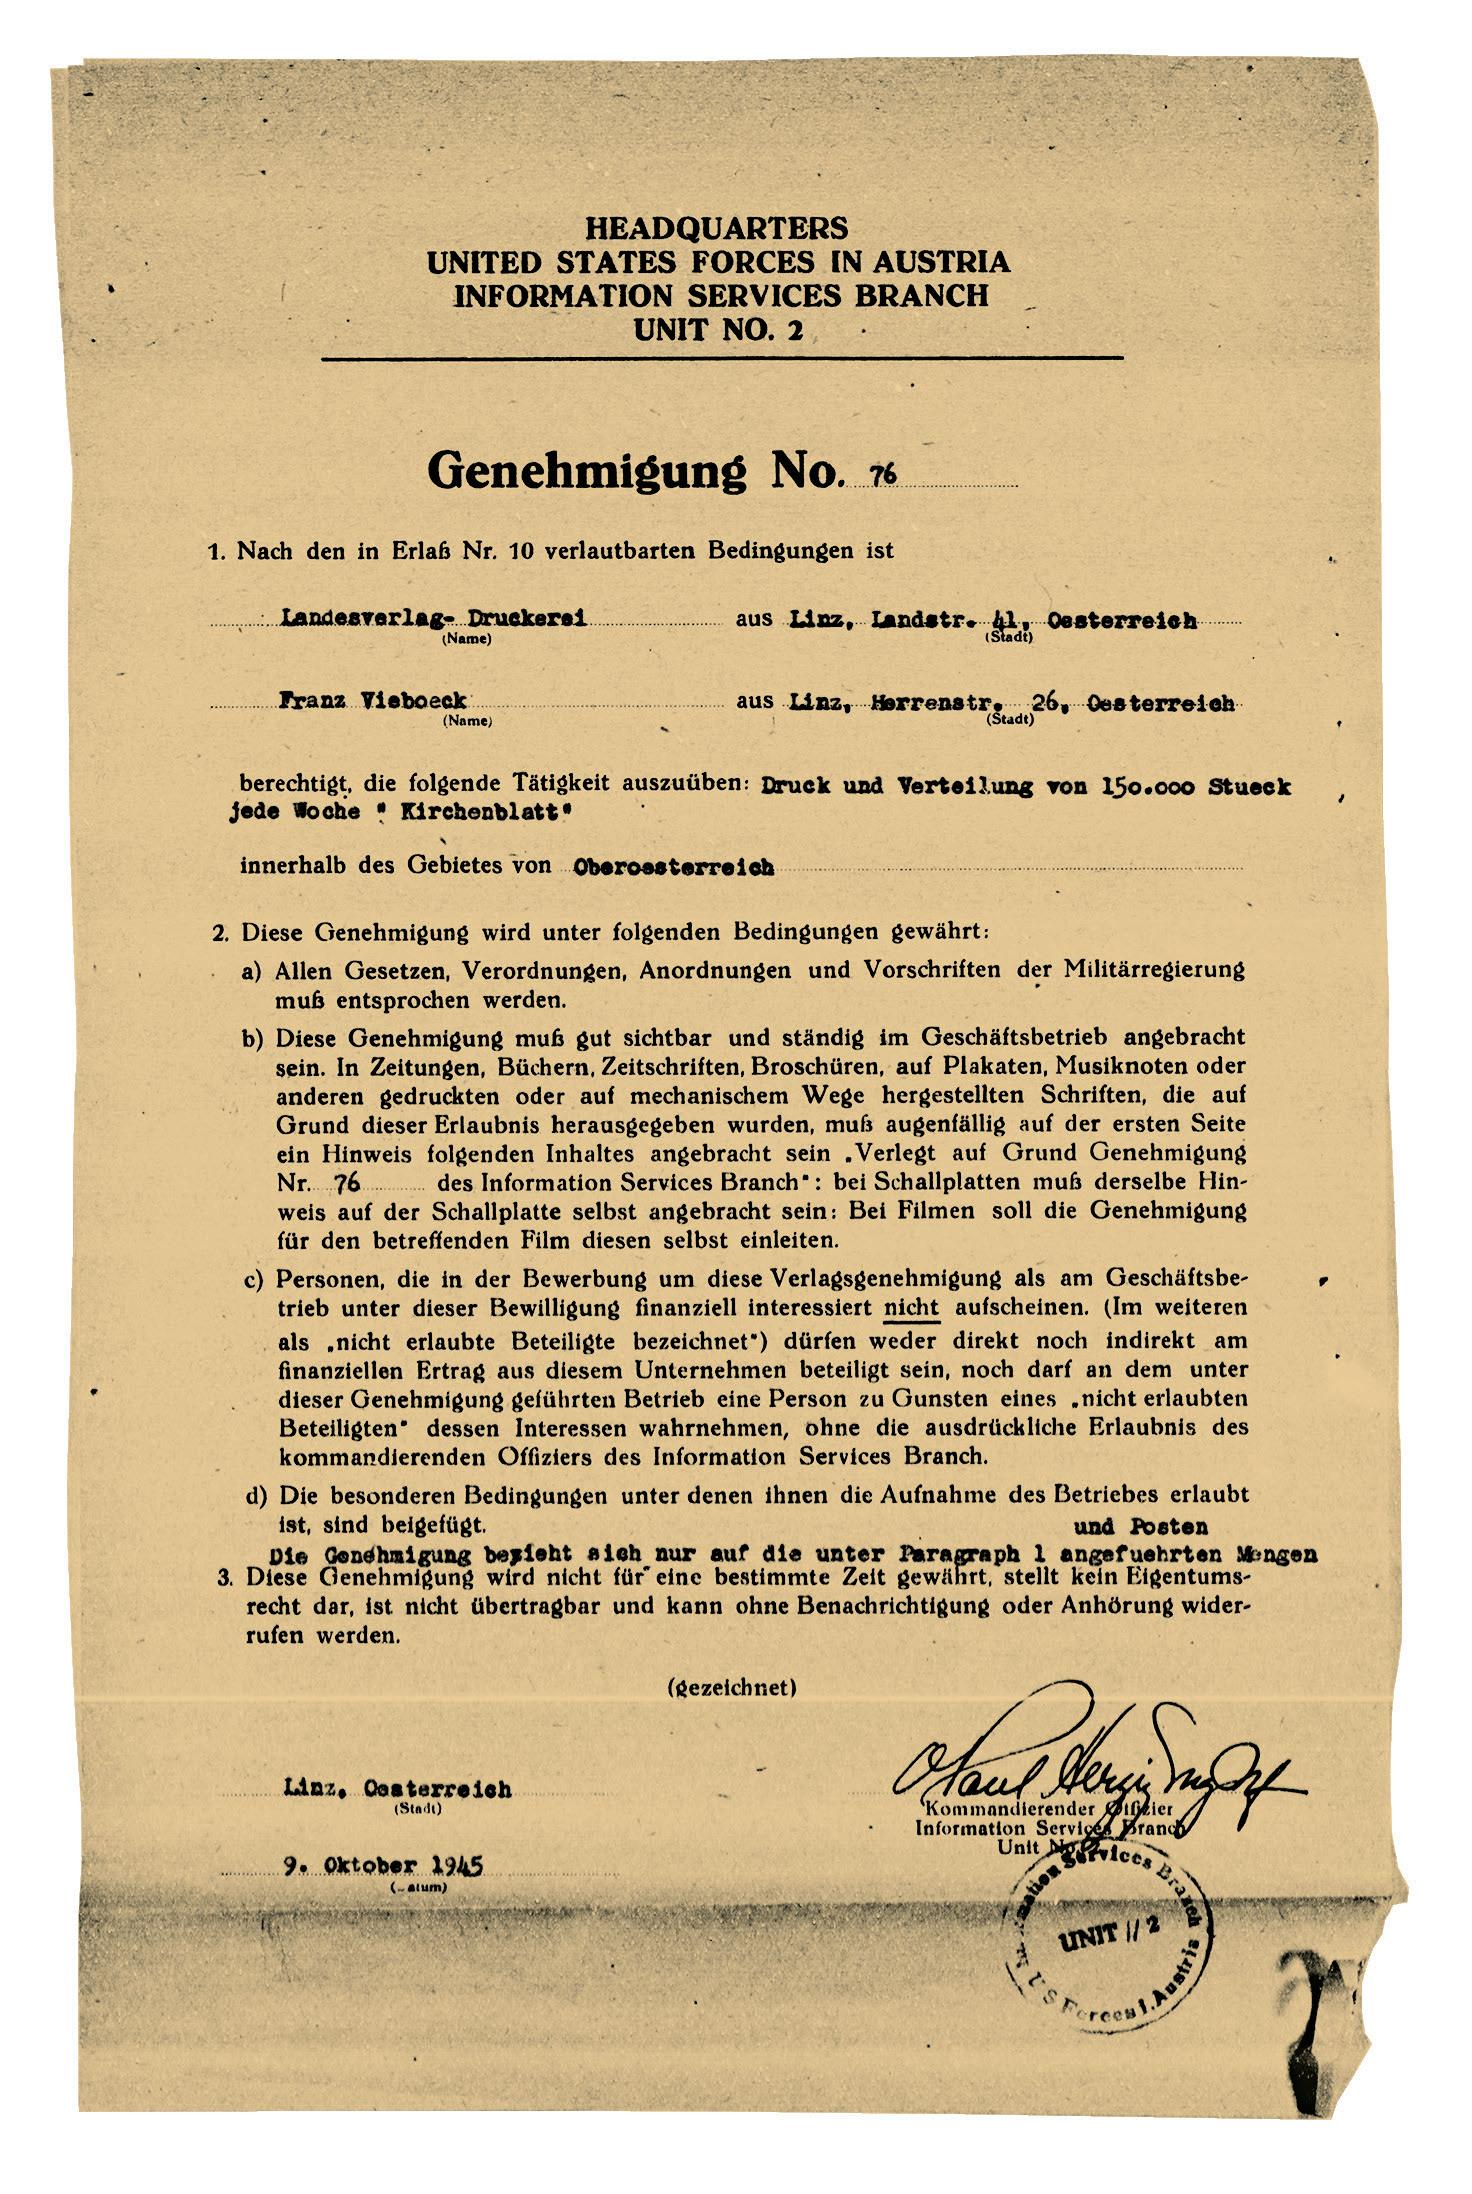 HEADQUARTERS
UNITED STATES FORCES IN AUSTRIA
INFORMATION SERVICES BRANCH
UNIT NO. 2
Genehmigung No. 76
1. Nach den in Erlaß Nr. 10 verlautbarten Bedingungen ist
Landesverlag- Druckerei aus Linz, Landstr. 41, Oesterreich
(Name) (Stadt)
Franz Vieboeck aus Linz, Herrenstr. 26, Oesterreich
(Name) (Stadt)
berechtigt, die folgende Tätigkeit auszuüben: Druck und Verteilung von 150.000 Stueck
jede Woche " Kirchenblatt"
innerhalb des Gebietes von Oberoesterreich
2. Diese Genehmigung wird unter folgenden Bedingungen gewährt:
a) Allen Gesetzen, Verordnungen, Anordnungen und Vorschriften der Militärregierung
muß entsprochen werden.
b) Diese Genehmigung muß gut sichtbar und ständig im Geschäftsbetrieb angebracht
sein. In Zeitungen, Büchern, Zeitschriften, Broschüren, auf Plakaten, Musiknoten oder
anderen gedruckten oder auf mechanischem Wege hergestellten Schriften, die auf
Grund dieser Erlaubnis herausgegeben wurden, muß augenfällig auf der ersten Seite
ein Hinweis folgenden Inhaltes angebracht sein „Verlegt auf Grund Genehmigung
Nr. 76 des Information Services Branch“: bei Schallplatten muß derselbe Hin-
weis auf der Schallplatte selbst angebracht sein: Bei Filmen soll die Genehmigung
für den betreffenden Film diesen selbst einleiten.
c) Personen, die in der Bewerbung um diese Verlagsgenehmigung als am Geschäftsbe-
trieb unter dieser Bewilligung finanziell interessiert nicht aufscheinen. (Im weiteren
als „nicht erlaubte Beteiligte bezeichnet“) dürfen weder direkt noch indirekt am
finanziellen Ertrag aus diesem Unternehmen beteiligt sein, noch darf an dem unter
dieser Genehmigung geführten Betrieb eine Person zu Gunsten eines „nicht erlaubten
Beteiligten“ dessen Interessen wahrnehmen, ohne die ausdrückliche Erlaubnis des
kommandierenden Offiziers des Information Services Branch.
d) Die besonderen Bedingungen unter denen ihnen die Aufnahme des Betriebes erlaubt
ist, sind beigefügt. und Posten
Die Genehmigung bezieht sich nur auf die unter Paragraph 1 angefuehrten Mengen
3. Diese Genehmigung wird nicht für eine bestimmte Zeit gewährt, stellt kein Eigentums-
recht dar, ist nicht übertragbar und kann ohne Benachrichtigung oder Anhörung wider-
rufen werden.
(gezeichnet)
Linz, Oesterreich
(Stadt)
Kommandierender Offizier
Information Services Branch
Unit No.
9. Oktober 1945
Services Branch
UNIT // 2
U S Forces i. Austria